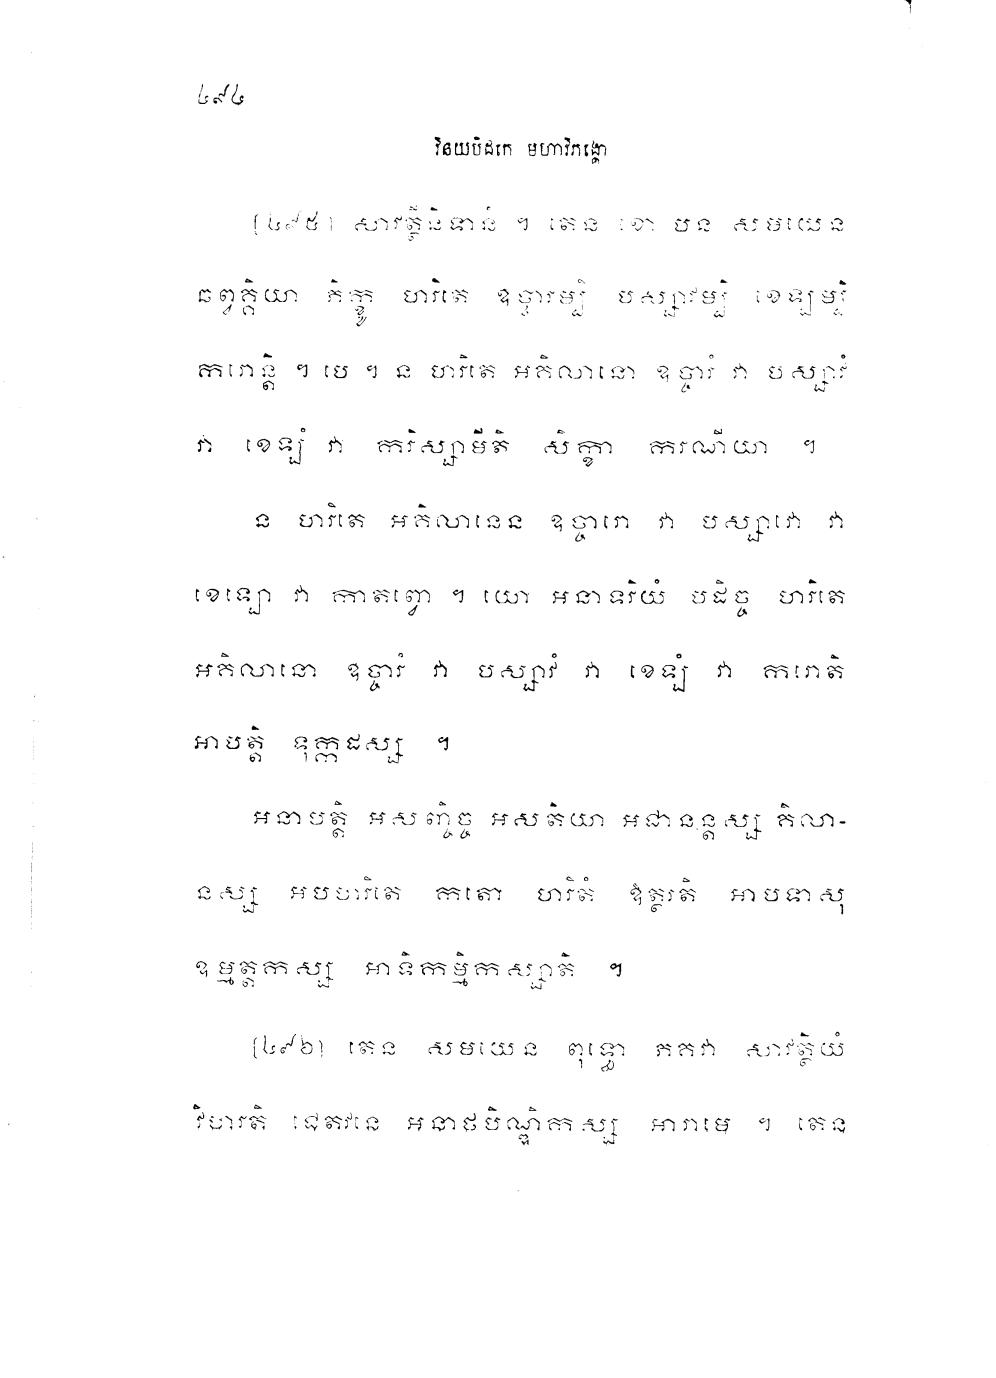 ៤៩៤
វិនយបិដកេ មហាវិភង្គោ
[៤៩៥] សាវត្ថីនិទានំ ។ តេន ខោ បន សមយេន
ឆព្វគ្គិយា ភិក្ខូ ហរិតេ ឧច្ចារម្បិ បស្សាវម្បិ ខេឡម្បិ
ករោន្តិ ។ បេ ។ ន ហរិតេ អគិលានោ ឧច្ចារំ វា បស្សាវំ
វា ខេឡំ វា ករិស្សាមីតិ សិក្ខា ករណីយា ។
ន ហរិតេ អគិលានេន ឧច្ចារោ វា បស្សាវោ វា
ខេឡោ វា កាតព្វោ ។ យោ អនាទរិយំ បដិច្ច ហរិតេ
អគិលានោ ឧច្ចារំ វា បស្សាវំ វា ខេឡំ វា ករោតិ
អាបត្តិ ទុក្កដស្ស ។
អនាបត្តិ អសញ្ចិច្ច អសតិយា អជានន្តស្ស គិលា-
នស្ស អបហរិតេ កតោ ហរិតំ ឱត្ថរតិ អាបទាសុ
ឧម្មត្តកស្ស អាទិកម្មិកស្សាតិ ។
[៤៩៦] តេន សមយេន ពុទ្ធោ ភគវា សាវត្ថិយំ
វិហរតិ ជេតវនេ អនាថបិណ្ឌិកស្ស អារាមេ ។ តេន